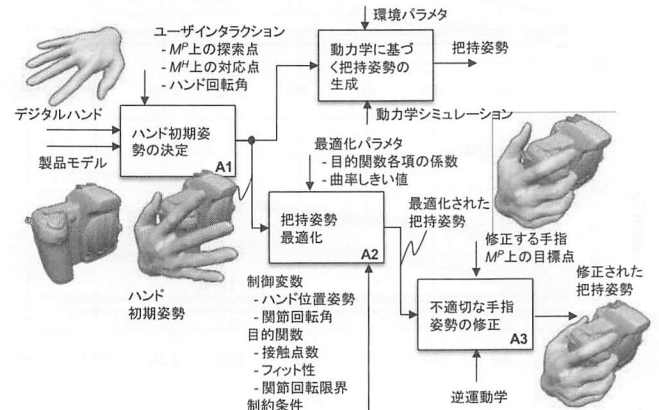 ユーザインタラクション
- M^P上の探索点
- M^H上の対応点
- ハンド回転角
環境パラメタ
動力学に基づ
く把持姿勢の
生成
把持姿勢
動力学シミュレーション
デジタルハンド
製品モデル
ハンド初期姿
勢の決定
A1
最適化パラメタ
- 目的関数各項の係数
- 曲率しきい値
把持姿勢
最適化
A2
最適化された
把持姿勢
修正する手指
M^P上の目標点
修正された
把持姿勢
ハンド
初期姿勢
不適切な手指
姿勢の修正
A3
制御変数
- ハンド位置姿勢
- 関節回転角
目的関数
- 接触点数
- フィット性
- 関節回転限界
制約条件
逆運動学